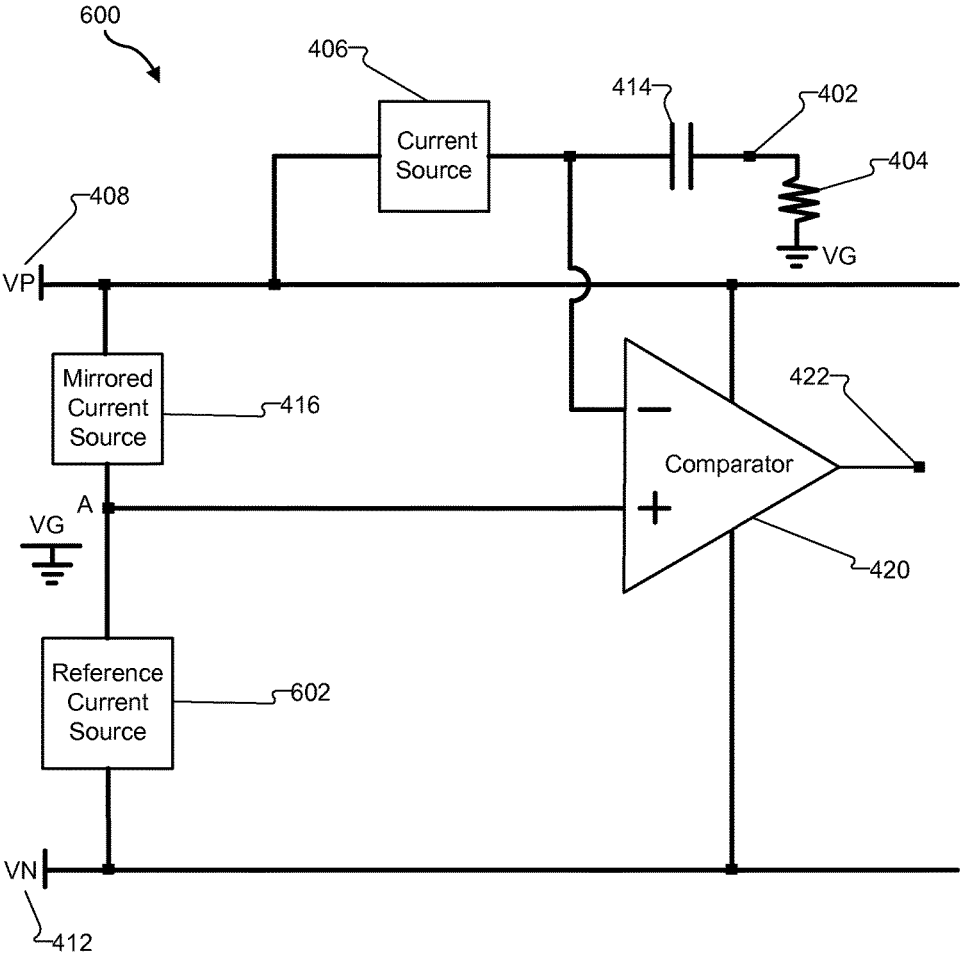 600
406
414
402
Current
Source
404
408
VG
VP
Mirrored
Current
Source
416
422
Comparator
A
VG
420
Reference
Current
Source
602
VN
412